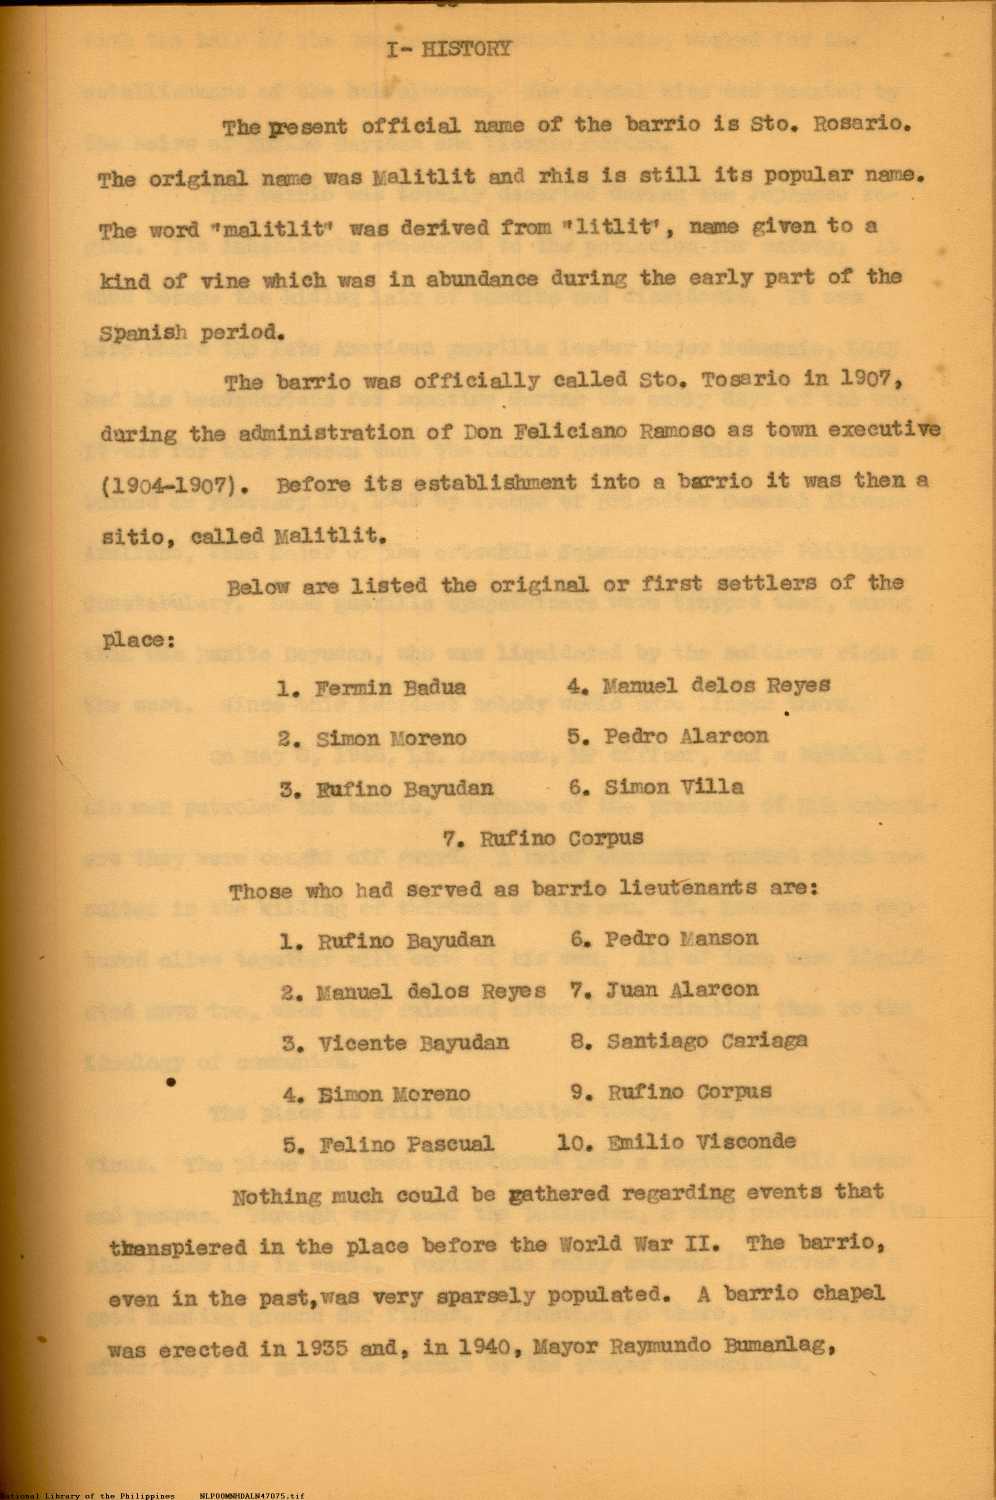 I- HISTORY
The present official name of the barrio is Sto. Rosario.
The original name was Malitlit and rhis is still its popular name.
The word "malitlit" was derived from "litlit", name given to a
kind of vine which was in abundance during the early part of the
Spanish period.
The barrio was officially called Sto. Tosario in 1907,
during the administration of Don Feliciano Ramoso as town executive
(1904-1907). Before its establishment into a barrio it was then a
sitio, called Malitlit.
Below are listed the original or first settlers of the
place:
1. Fermin Badua 4. Manuel delos Reyes
2. Simon Moreno 5. Pedro Alarcon
3. Rufino Bayudan 6. Simon Villa
7. Rufino Corpus
Those who had served as barrio lieutenants are:
1. Rufino Bayudan 6. Pedro Manson
2. Manuel delos Reyes 7. Juan Alarcon
3. Vicente Bayudan 8. Santiago Cariaga
4. Simon Moreno 9. Rufino Corpus
5. Felino Pascual 10. Emilio Visconde
Nothing much could be gathered regarding events that
thanspiered in the place before the World War II. The barrio,
even in the past,was very sparsely populated. A barrio chapel
was erected in 1935 and, in 1940, Mayor Raymundo Bumanlag,
National Library of the Philippines NLPOOMNHDALN47075.tif